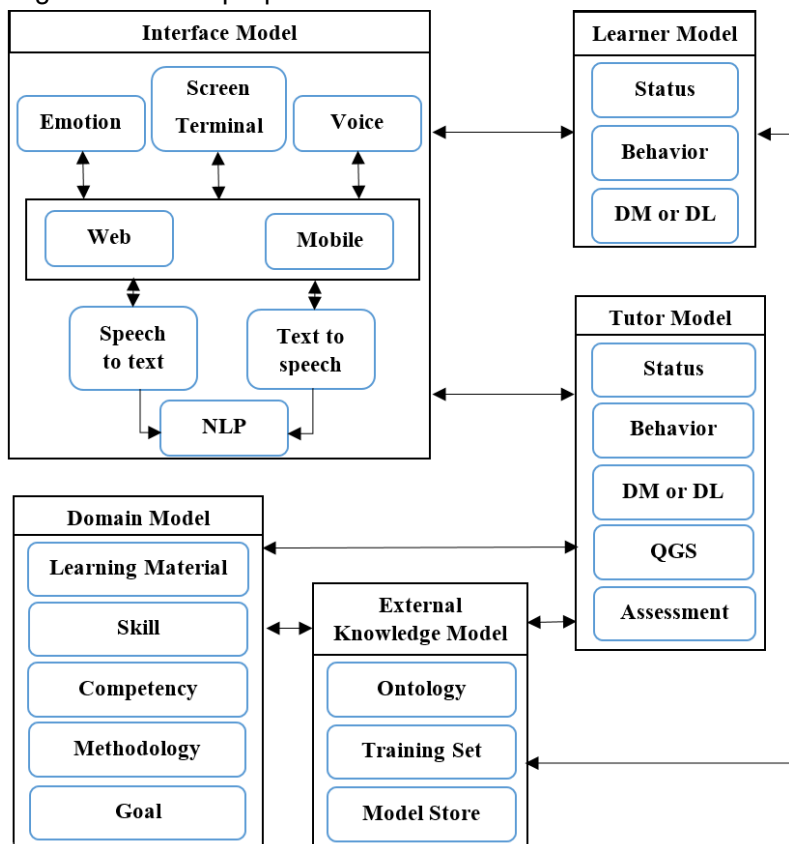 Interface Model
Emotion
Screen
Terminal
Voice
Web
Mobile
Speech
to text
Text to
speech
NLP
Learner Model
Status
Behavior
DM or DL
Tutor Model
Status
Behavior
DM or DL
QGS
Assessment
Domain Model
Learning Material
Skill
Competency
Methodology
Goal
External
Knowledge Model
Ontology
Training Set
Model Store